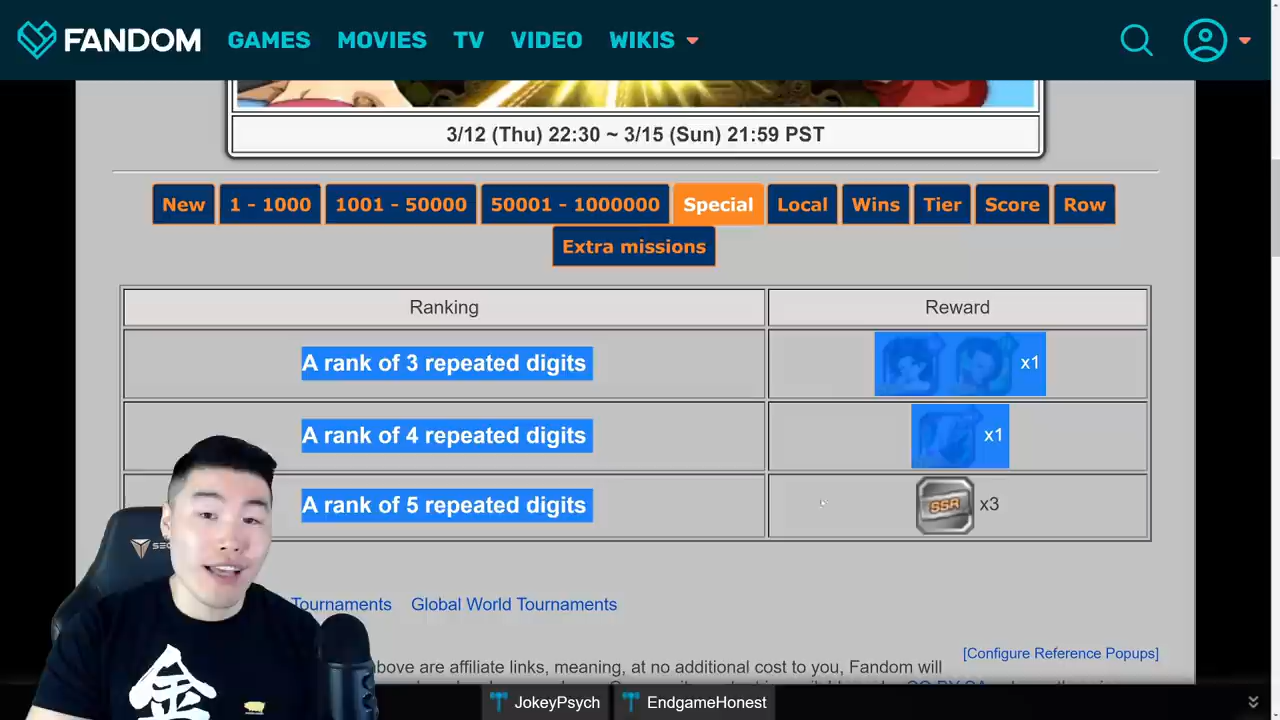 FANDOM GAMES MOVIES TV VIDEO WIKIS
3/12 (Thu) 22:30 ~ 3/15 (Sun) 21:59 PST
New 1 - 1000 1001 - 50000 50001 - 1000000 Special Local Wins Tier Score Row
Extra missions
Ranking Reward
A rank of 3 repeated digits x1
A rank of 4 repeated digits x1
A rank of 5 repeated digits SSR x3
Tournaments Global World Tournaments
[Configure Reference Popups]
above are affiliate links, meaning, at no additional cost to you, Fandom will
金
JokeyPsych EndgameHonest